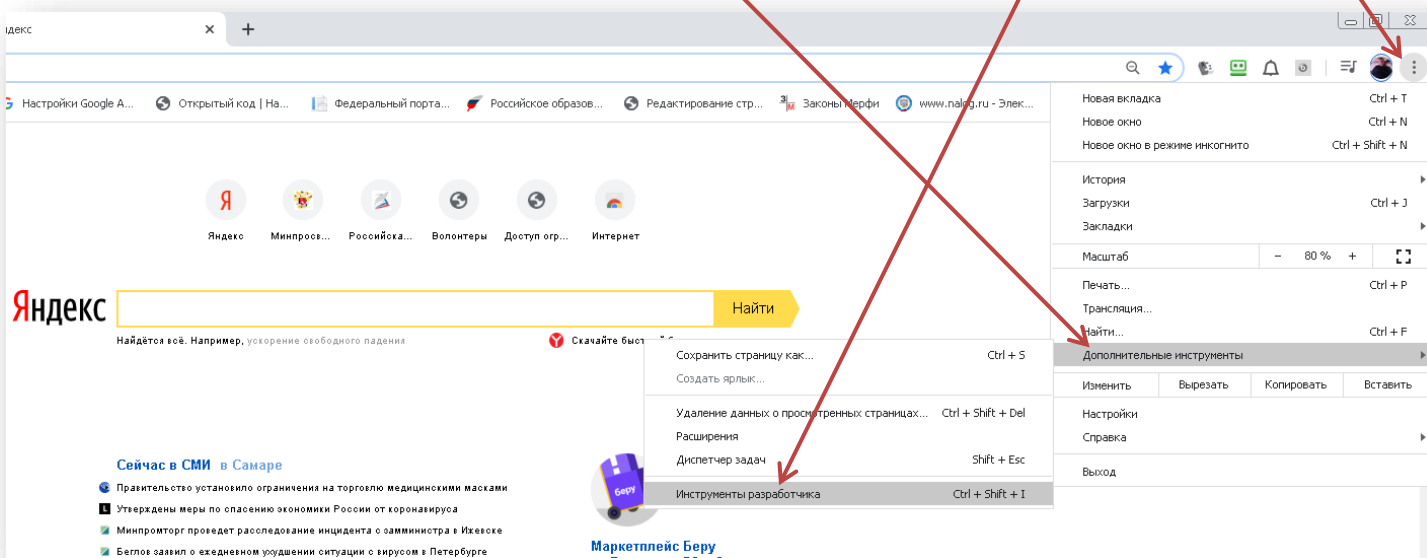 ндекс
Настройки Google A... Открытый код | На... Федеральный порта... Российское образов... Редактирование стр... Законы Мерфи www.nalog.ru - Элек...
Яндекс Минпросв... Российска... Волонтеры Доступ огр... Интернет
Яндекс Найти
Найдётся всё. Например, ускорение свободного падения Скачайте быст
Сейчас в СМИ в Самаре
Правительство установило ограничения на торговлю медицинскими масками
Утверждены меры по спасению экономики России от коронавируса
Минпромторг проведет расследование инцидента с замминистра в Ижевске
Беглов заявил о ежедневном ухудшении ситуации с вирусом в Петербурге
беру
Маркетплейс Беру
Новая вкладка Ctrl + T
Новое окно Ctrl + N
Новое окно в режиме инкогнито Ctrl + Shift + N
История
Загрузки Ctrl + J
Закладки
Масштаб - 80 % +
Печать... Ctrl + P
Трансляция...
Найти... Ctrl + F
Дополнительные инструменты
Изменить Вырезать Копировать Вставить
Настройки
Справка
Выход
Сохранить страницу как... Ctrl + S
Создать ярлык...
Удаление данных о просмотренных страницах... Ctrl + Shift + Del
Расширения
Диспетчер задач Shift + Esc
Инструменты разработчика Ctrl + Shift + I